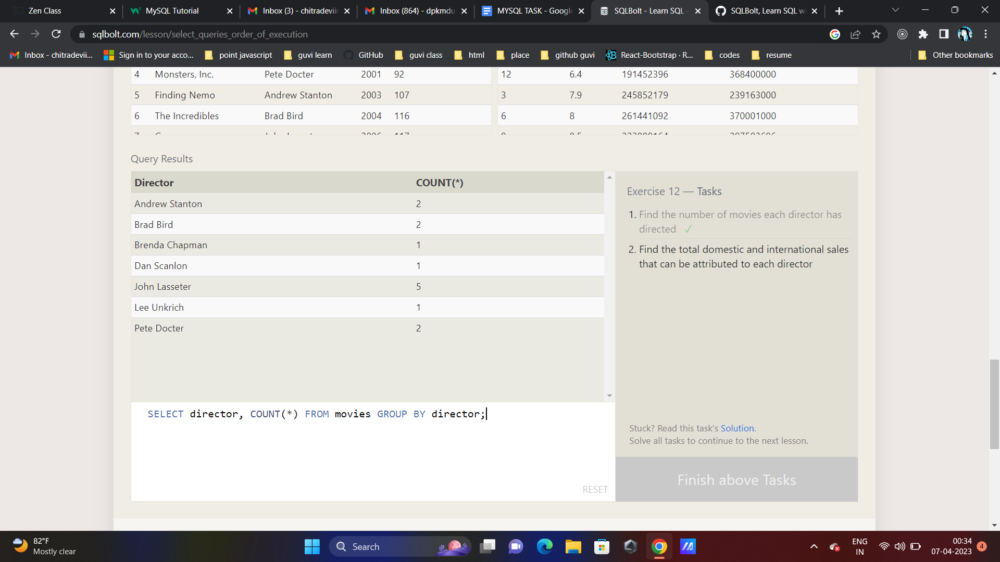 Zen Class
MySQL Tutorial
Inbox (3) - chitradeviir
Inbox (864) - dpkmdu
MYSQL TASK - Google
SQLBolt - Learn SQL -
SQLBolt, Learn SQL wi
sqlbolt.com/lesson/select_queries_order_of_execution
Inbox - chitradevii...
Sign in to your acco...
point javascript
guvi learn
GitHub
guvi class
html
place
github guvi
React-Bootstrap · R...
codes
resume
Other bookmarks
4 Monsters, Inc. Pete Docter 2001 92
12 6.4 191452396 368400000
5 Finding Nemo Andrew Stanton 2003 107
3 7.9 245852179 239163000
6 The Incredibles Brad Bird 2004 116
6 8 261441092 370001000
Query Results
Director COUNT(*)
Andrew Stanton 2
Brad Bird 2
Brenda Chapman 1
Dan Scanlon 1
John Lasseter 5
Lee Unkrich 1
Pete Docter 2
SELECT director, COUNT(*) FROM movies GROUP BY director;
RESET
Exercise 12 — Tasks
1. Find the number of movies each director has
directed ✓
2. Find the total domestic and international sales
that can be attributed to each director
Stuck? Read this task's Solution.
Solve all tasks to continue to the next lesson.
Finish above Tasks
82°F
Mostly clear
Search
ENG
IN
00:34
07-04-2023
4